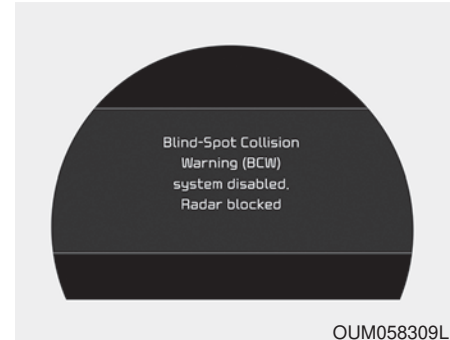 Blind-Spot Collision
Warning (BCW)
system disabled.
Radar blocked
OUM058309L